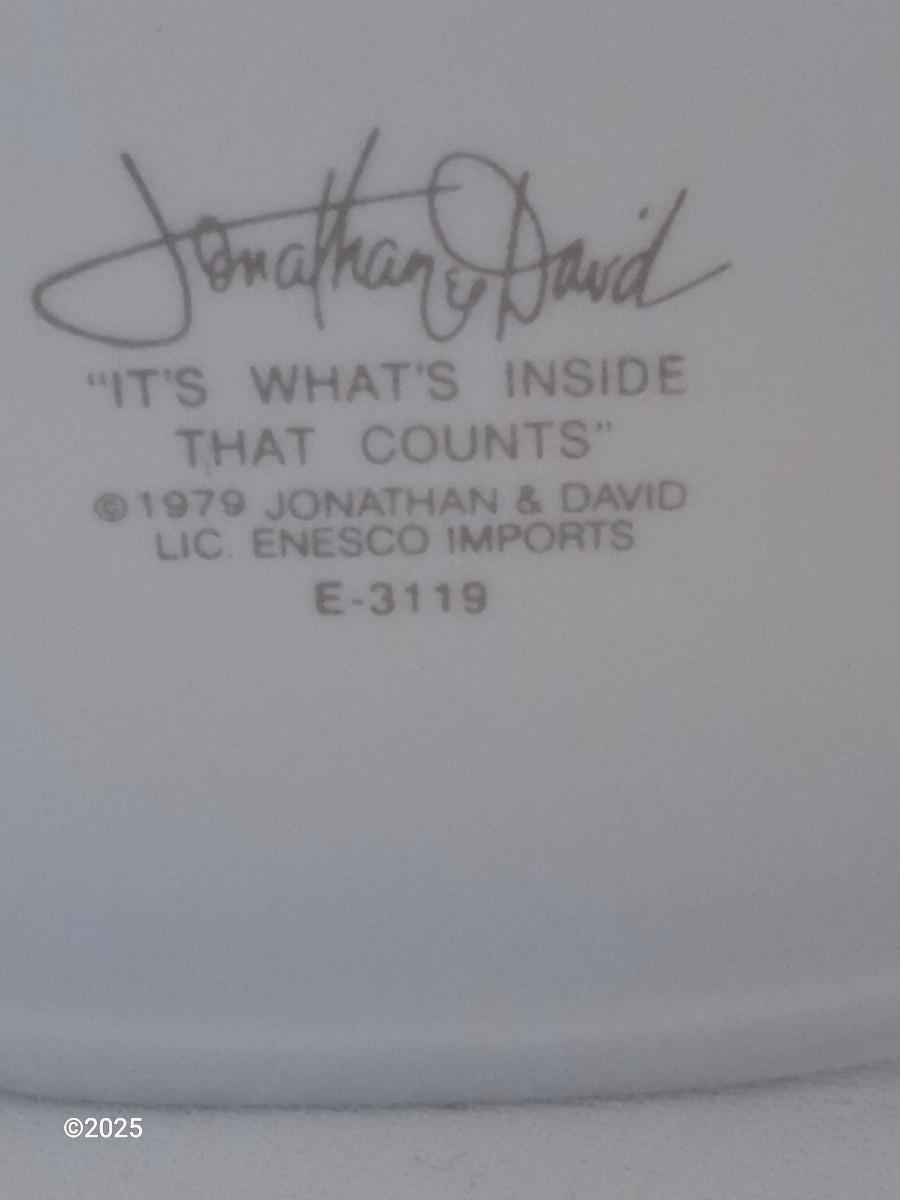 Jonathan & David
"IT'S WHAT'S INSIDE
THAT COUNTS"
©1979 JONATHAN & DAVID
LIC. ENESCO IMPORTS
E-3119
©2025